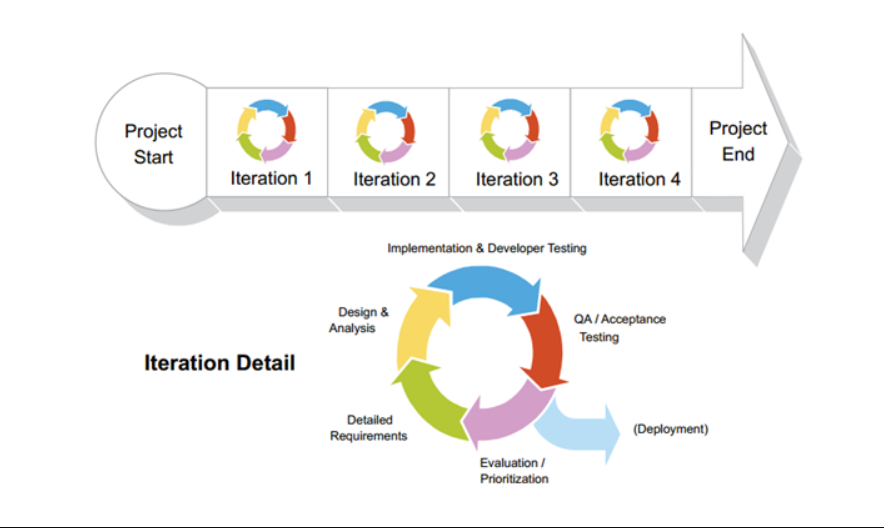 Project
Start
Iteration 1
Iteration 2
Iteration 3
Iteration 4
Project
End
Implementation & Developer Testing
Design &
Analysis
QA / Acceptance
Testing
Iteration Detail
Detailed
Requirements
(Deployment)
Evaluation /
Prioritization